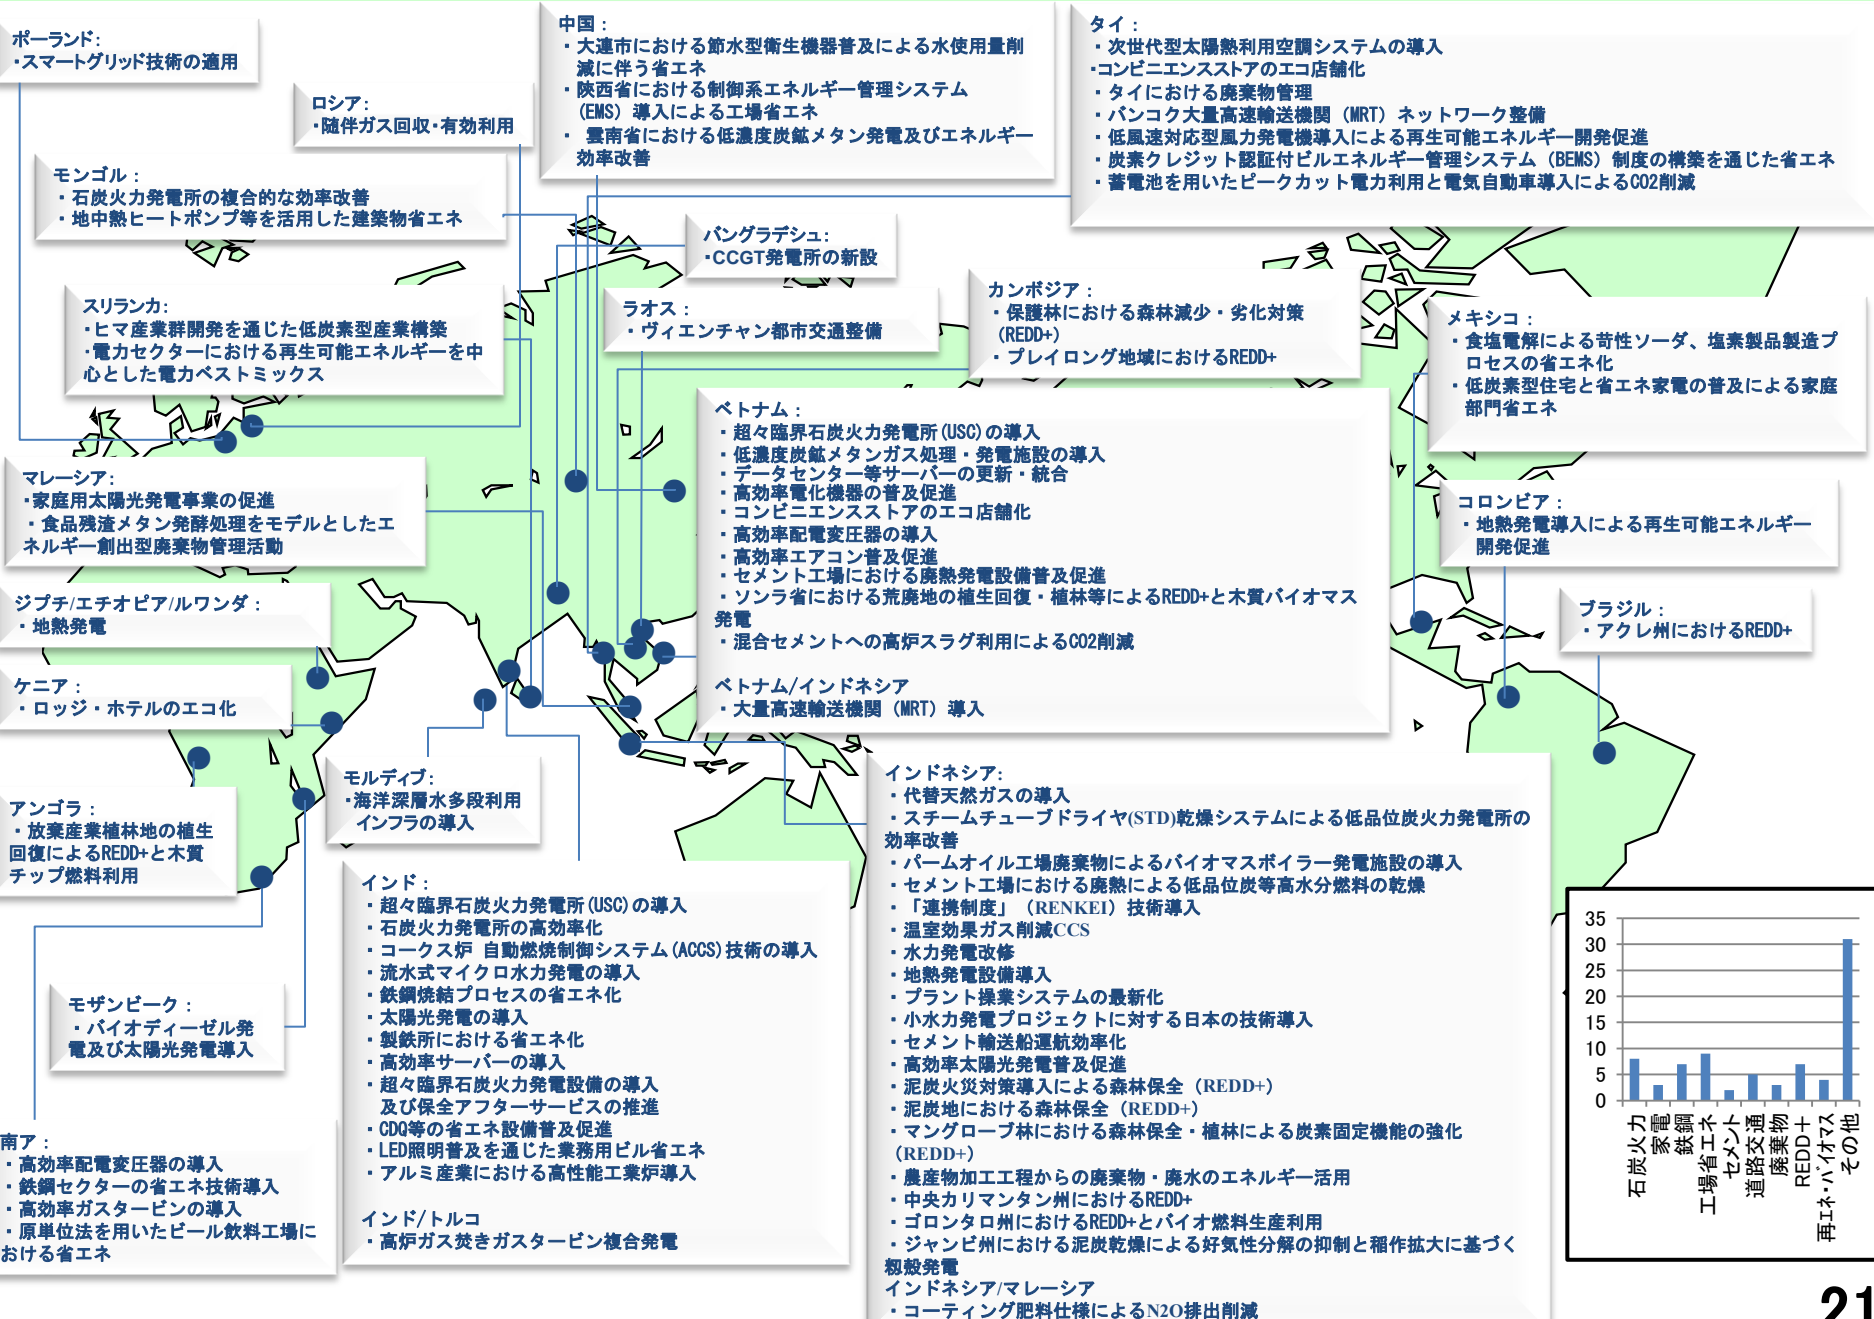 ポーランド:
・スマートグリッド技術の適用
ロシア:
・随伴ガス回収・有効利用
中国：
・大連市における節水型衛生機器普及による水使用量削
減に伴う省エネ
・陝西省における制御系エネルギー管理システム
(EMS) 導入による工場省エネ
・ 雲南省における低濃度炭鉱メタン発電及びエネルギー
効率改善
タイ：
・次世代型太陽熱利用空調システムの導入
・コンビニエンスストアのエコ店舗化
・タイにおける廃棄物管理
・バンコク大量高速輸送機関（MRT）ネットワーク整備
・低風速対応型風力発電機導入による再生可能エネルギー開発促進
・炭素クレジット認証付ビルエネルギー管理システム（BEMS）制度の構築を通じた省エネ
・蓄電池を用いたピークカット電力利用と電気自動車導入によるCO2削減
モンゴル：
・石炭火力発電所の複合的な効率改善
・地中熱ヒートポンプ等を活用した建築物省エネ
バングラデシュ:
・CCGT発電所の新設
スリランカ:
・ヒマ産業群開発を通じた低炭素型産業構築
・電力セクターにおける再生可能エネルギーを中
心とした電力ベストミックス
ラオス：
・ヴィエンチャン都市交通整備
カンボジア：
・保護林における森林減少・劣化対策
(REDD+)
・プレイロング地域におけるREDD+
メキシコ：
・食塩電解による苛性ソーダ、塩素製品製造プ
ロセスの省エネ化
・低炭素型住宅と省エネ家電の普及による家庭
部門省エネ
ベトナム：
・超々臨界石炭火力発電所(USC)の導入
・低濃度炭鉱メタンガス処理・発電施設の導入
・データセンター等サーバーの更新・統合
・高効率電化機器の普及促進
・コンビニエンスストアのエコ店舗化
・高効率配電変圧器の導入
・高効率エアコン普及促進
・セメント工場における廃熱発電設備普及促進
・ソンラ省における荒廃地の植生回復・植林等によるREDD+と木質バイオマス
発電
・混合セメントへの高炉スラグ利用によるCO2削減
ベトナム/インドネシア
・大量高速輸送機関（MRT）導入
マレーシア:
・家庭用太陽光発電事業の促進
・食品残渣メタン発酵処理をモデルとしたエ
ネルギー創出型廃棄物管理活動
コロンビア：
・地熱発電導入による再生可能エネルギー
開発促進
ジプチ/エチオピア/ルワンダ：
・地熱発電
ブラジル：
・アクレ州におけるREDD+
ケニア：
・ロッジ・ホテルのエコ化
モルディブ:
・海洋深層水多段利用
インフラの導入
アンゴラ：
・放棄産業植林地の植生
回復によるREDD+と木質
チップ燃料利用
インドネシア:
・代替天然ガスの導入
・スチームチューブドライヤ(STD)乾燥システムによる低品位炭火力発電所の
効率改善
・パームオイル工場廃棄物によるバイオマスボイラー発電施設の導入
・セメント工場における廃熱による低品位炭等高水分燃料の乾燥
・「連携制度」（RENKEI）技術導入
・温室効果ガス削減CCS
・水力発電改修
・地熱発電設備導入
・プラント操業システムの最新化
・小水力発電プロジェクトに対する日本の技術導入
・セメント輸送船運航効率化
・高効率太陽光発電普及促進
・泥炭火災対策導入による森林保全（REDD+）
・泥炭地における森林保全（REDD+）
・マングローブ林における森林保全・植林による炭素固定機能の強化
（REDD+）
・農産物加工工程からの廃棄物・廃水のエネルギー活用
・中央カリマンタン州におけるREDD+
・ゴロンタロ州におけるREDD+とバイオ燃料生産利用
・ジャンビ州における泥炭乾燥による好気性分解の抑制と稲作拡大に基づく
籾殻発電
インドネシア/マレーシア
・コーティング肥料仕様によるN2O排出削減
インド：
・超々臨界石炭火力発電所(USC)の導入
・石炭火力発電所の高効率化
・コークス炉 自動燃焼制御システム(ACCS)技術の導入
・流水式マイクロ水力発電の導入
・鉄鋼焼結プロセスの省エネ化
・太陽光発電の導入
・製鉄所における省エネ化
・高効率サーバーの導入
・超々臨界石炭火力発電設備の導入
及び保全アフターサービスの推進
・CDQ等の省エネ設備普及促進
・LED照明普及を通じた業務用ビル省エネ
・アルミ産業における高性能工業炉導入
インド/トルコ
・高炉ガス焚きガスタービン複合発電
モザンビーク：
・バイオディーゼル発
電及び太陽光発電導入
南ア：
・高効率配電変圧器の導入
・鉄鋼セクターの省エネ技術導入
・高効率ガスタービンの導入
・原単位法を用いたビール飲料工場に
おける省エネ
35
30
25
20
15
10
5
0
石炭火力
家電
鉄鋼
工場省エネ
セメント
道路交通
廃棄物
REDD＋
再エネ・バイオマス
その他
21